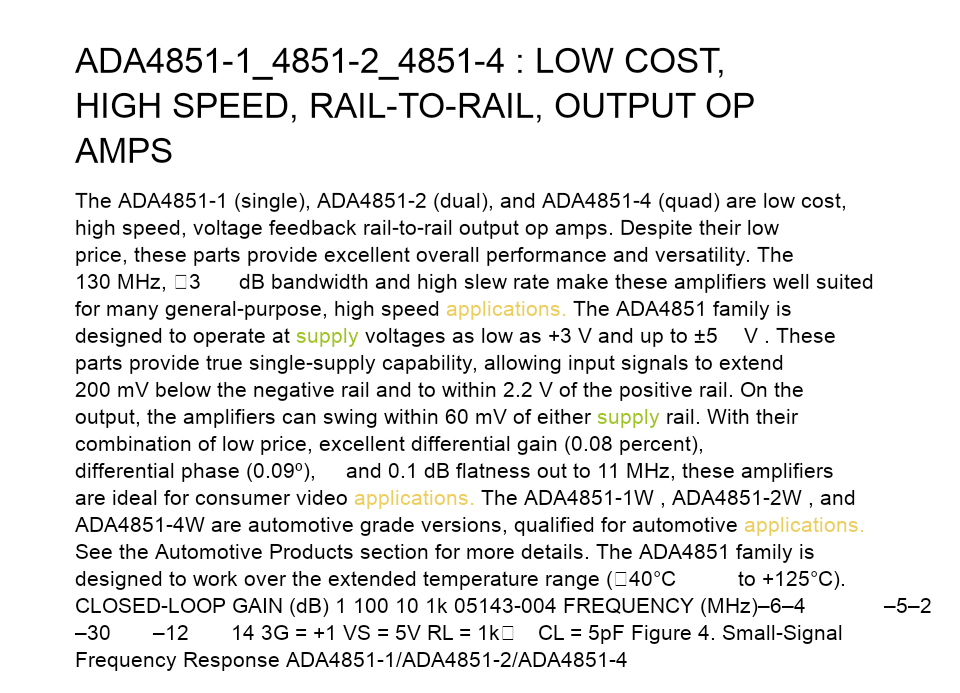 ADA4851-1_4851-2_4851-4 : LOW COST,
HIGH SPEED, RAIL-TO-RAIL, OUTPUT OP
AMPS
The ADA4851-1 (single), ADA4851-2 (dual), and ADA4851-4 (quad) are low cost,
high speed, voltage feedback rail-to-rail output op amps. Despite their low
price, these parts provide excellent overall performance and versatility. The
130 MHz, □3 dB bandwidth and high slew rate make these amplifiers well suited
for many general-purpose, high speed applications. The ADA4851 family is
designed to operate at supply voltages as low as +3 V and up to ±5 V . These
parts provide true single-supply capability, allowing input signals to extend
200 mV below the negative rail and to within 2.2 V of the positive rail. On the
output, the amplifiers can swing within 60 mV of either supply rail. With their
combination of low price, excellent differential gain (0.08 percent),
differential phase (0.09º), and 0.1 dB flatness out to 11 MHz, these amplifiers
are ideal for consumer video applications. The ADA4851-1W , ADA4851-2W , and
ADA4851-4W are automotive grade versions, qualified for automotive applications.
See the Automotive Products section for more details. The ADA4851 family is
designed to work over the extended temperature range (□40°C to +125°C).
CLOSED-LOOP GAIN (dB) 1 100 10 1k 05143-004 FREQUENCY (MHz)–6–4 –5–2
–30 –12 14 3G = +1 VS = 5V RL = 1k□ CL = 5pF Figure 4. Small-Signal
Frequency Response ADA4851-1/ADA4851-2/ADA4851-4